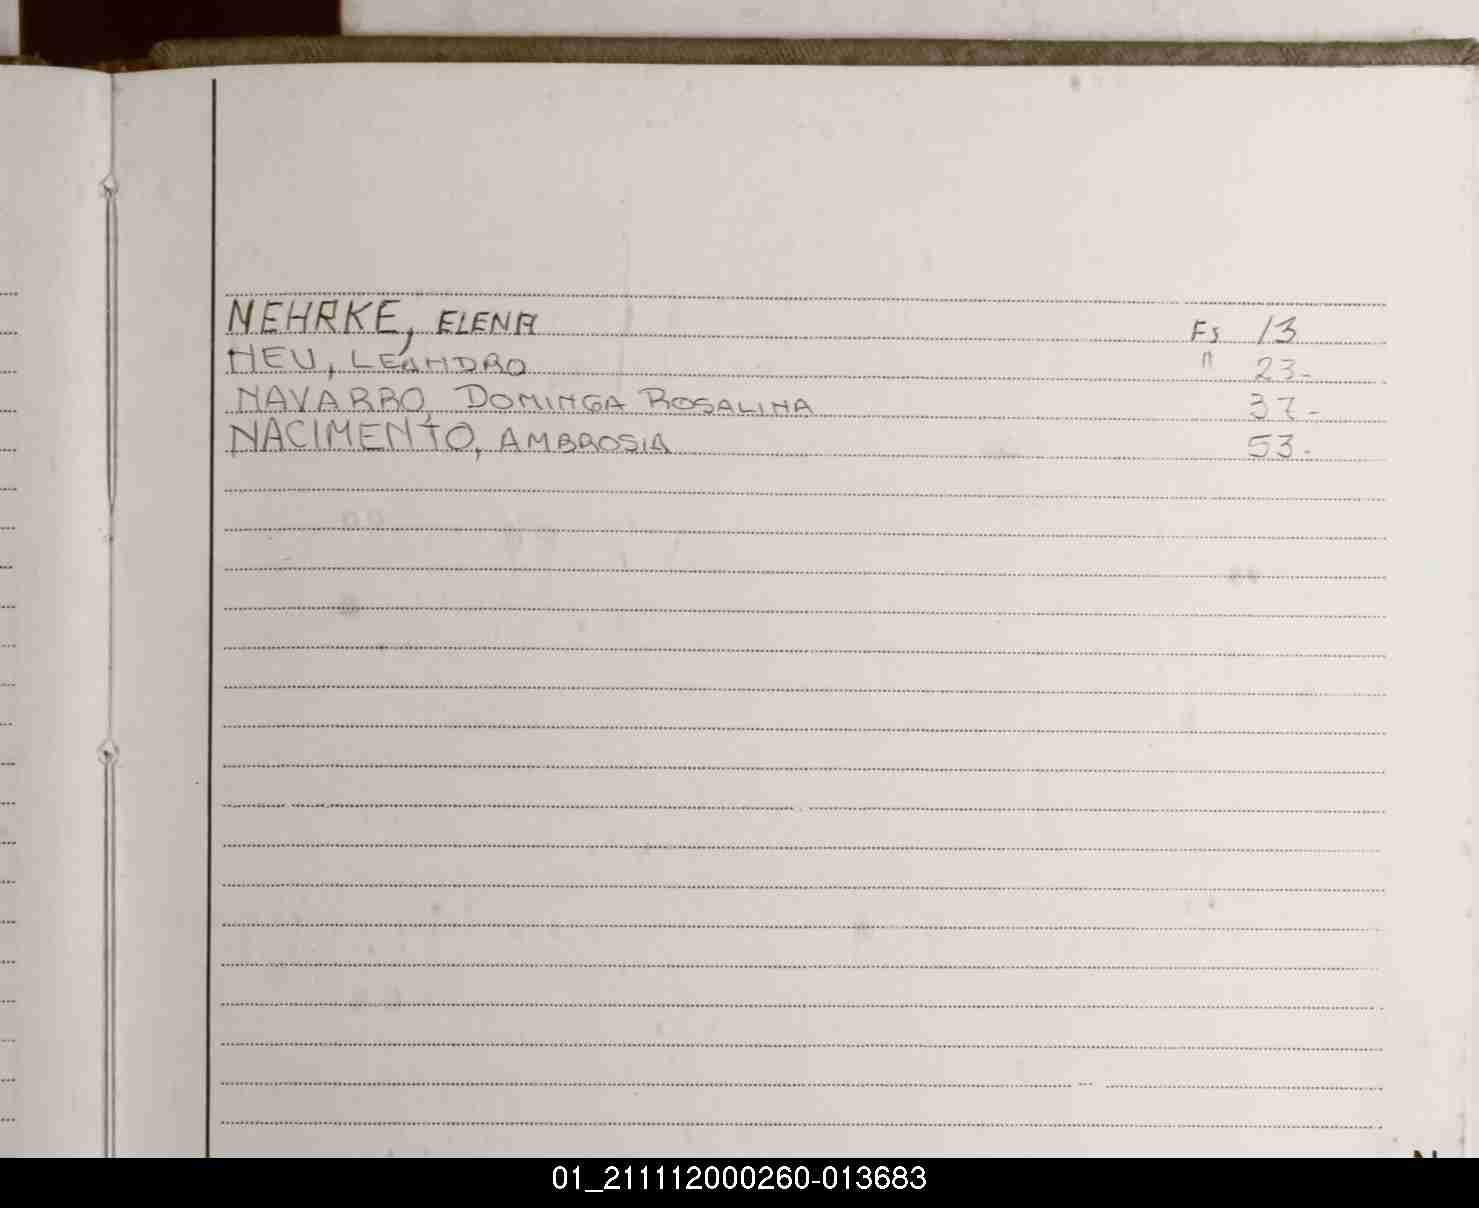 NEHRKE, ELENA Fs 13
NEU, LEANDRO " 23-
NAVARRO, DOMINGA ROSALINA 37-
NACIMENTO, AMBROSIA 53-
N
01_211112000260-013683